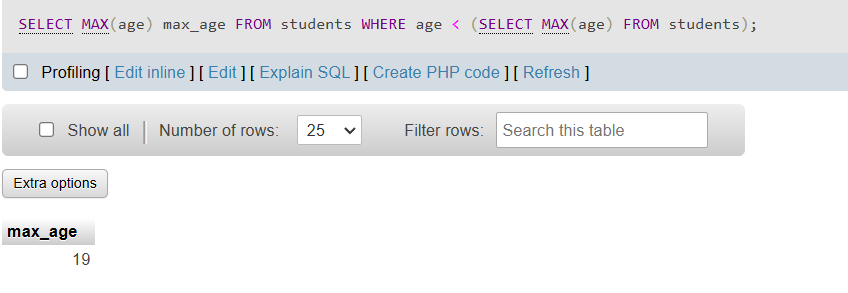 SELECT MAX(age) max_age FROM students WHERE age < (SELECT MAX(age) FROM students);
Profiling [ Edit inline ] [ Edit ] [ Explain SQL ] [ Create PHP code ] [ Refresh ]
Show all Number of rows: 25 Filter rows: Search this table
Extra options
max_age
19